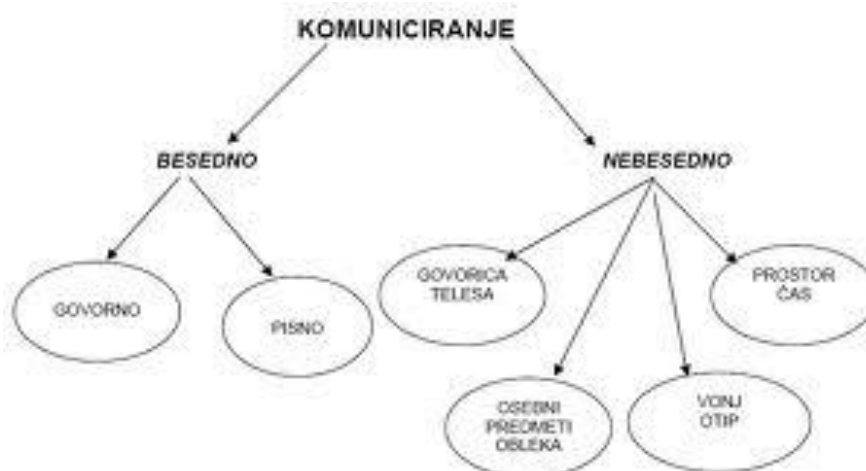 KOMUNICIRANJE
BESEDNO
NEBESEDNO
GOVORNO
PISNO
GOVORICA
TELESA
PROSTOR
ČAS
OSEBNI
PREDMETI
OBLEKA
VONJ
OTIP